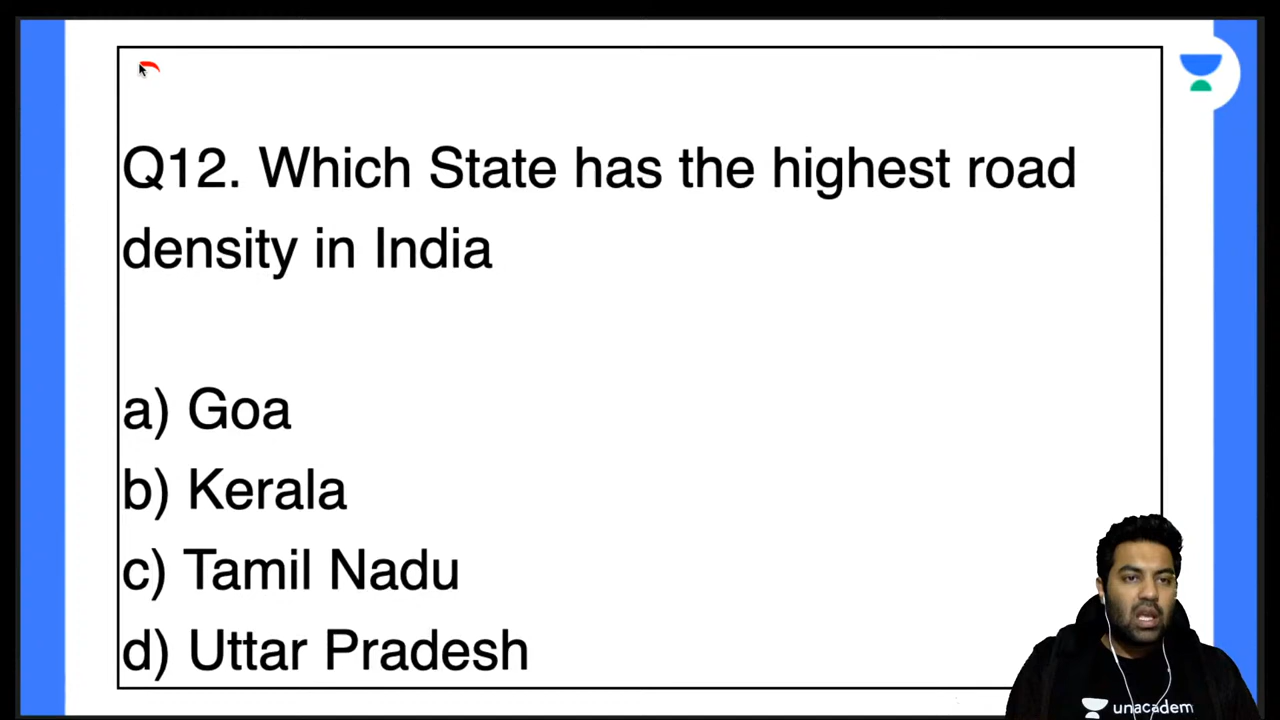 Q12. Which State has the highest road
density in India
a) Goa
b) Kerala
c) Tamil Nadu
d) Uttar Pradesh
unacadem